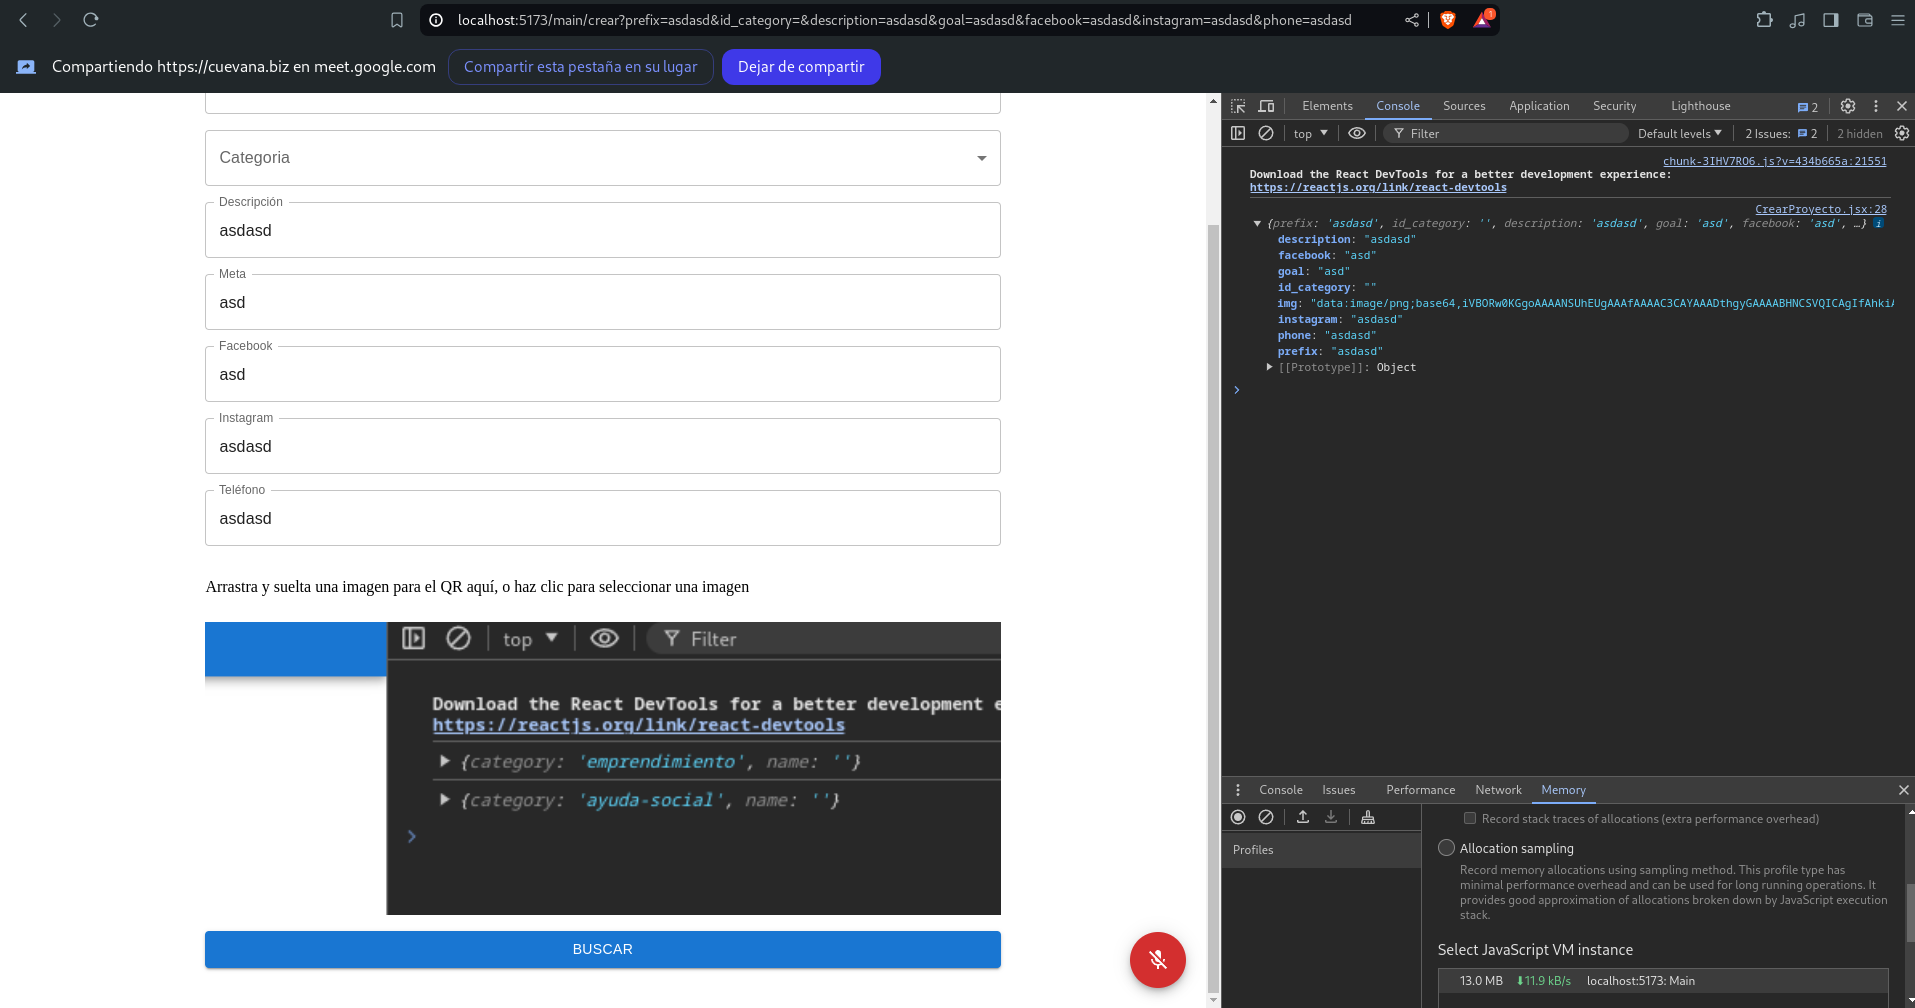 localhost:5173/main/crear?prefix=asdasd&id_category=&description=asdasd&goal=asdasd&facebook=asdasd&instagram=asdasd&phone=asdasd
1
Compartiendo https://cuevana.biz en meet.google.com
Compartir esta pestaña en su lugar
Dejar de compartir
Categoria
Descripción
asdasd
Meta
asd
Facebook
asd
Instagram
asdasd
Teléfono
asdasd
Arrastra y suelta una imagen para el QR aquí, o haz clic para seleccionar una imagen
top
Filter
Download the React DevTools for a better development e
https://reactjs.org/link/react-devtools
{category: 'emprendimiento', name: ''}
{category: 'ayuda-social', name: ''}
BUSCAR
Elements Console Sources Application Security Lighthouse 2
top Filter Default levels 2 Issues: 2 2 hidden
chunk-3IHV7RO6.js?v=434b665a:21551
Download the React DevTools for a better development experience:
https://reactjs.org/link/react-devtools
CrearProyecto.jsx:28
{prefix: 'asdasd', id_category: '', description: 'asdasd', goal: 'asd', facebook: 'asd', …} i
description: "asdasd"
facebook: "asd"
goal: "asd"
id_category: ""
img: "data:image/png;base64,iVBORw0KGgoAAAANSUhEUgAAAfAAAAC3CAYAAADthgyGAAAABHNCSVQICAgIfAhkiA
instagram: "asdasd"
phone: "asdasd"
prefix: "asdasd"
[[Prototype]]: Object
Console Issues Performance Network Memory
Profiles
Record stack traces of allocations (extra performance overhead)
Allocation sampling
Record memory allocations using sampling method. This profile type has
minimal performance overhead and can be used for long running operations. It
provides good approximation of allocations broken down by JavaScript execution
stack.
Select JavaScript VM instance
13.0 MB 11.9 kB/s localhost:5173: Main